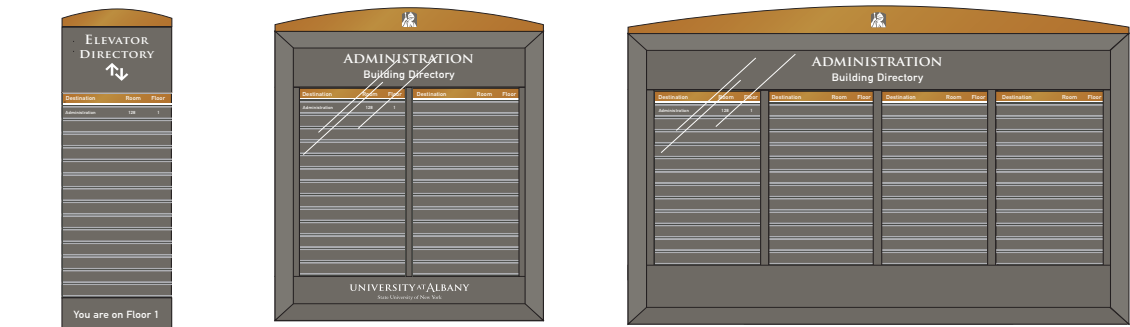 ELEVATOR
DIRECTORY
Destination Room Floor
Administration 128 1
You are on Floor 1
ADMINISTRATION
Building Directory
Destination Room Floor Destination Room Floor
Administration 128 1
UNIVERSITY AT ALBANY
State University of New York
ADMINISTRATION
Building Directory
Destination Room Floor Destination Room Floor Destination Room Floor Destination Room Floor
Administration 128 1